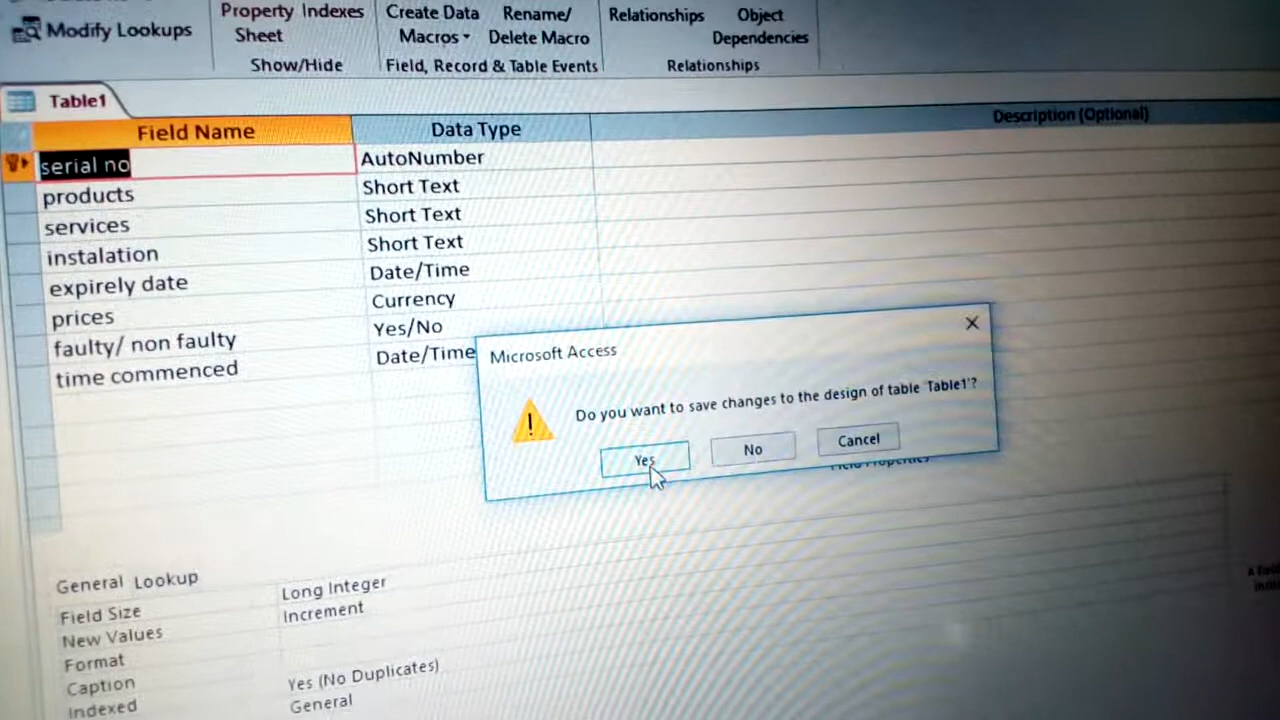 Modify Lookups
Property Indexes
Sheet
Show/Hide
Create Data
Macros
Rename/
Delete Macro
Field, Record & Table Events
Relationships
Object
Dependencies
Relationships
Table1
Field Name
Data Type
Description (Optional)
serial no
AutoNumber
products
Short Text
services
Short Text
instalation
Short Text
expirely date
Date/Time
prices
Currency
faulty/ non faulty
Yes/No
time commenced
Date/Time
Microsoft Access
Do you want to save changes to the design of table 'Table1'?
Yes
No
Cancel
Field Properties
General Lookup
Field Size
Long Integer
New Values
Increment
Format
Caption
Indexed
Yes (No Duplicates)
General